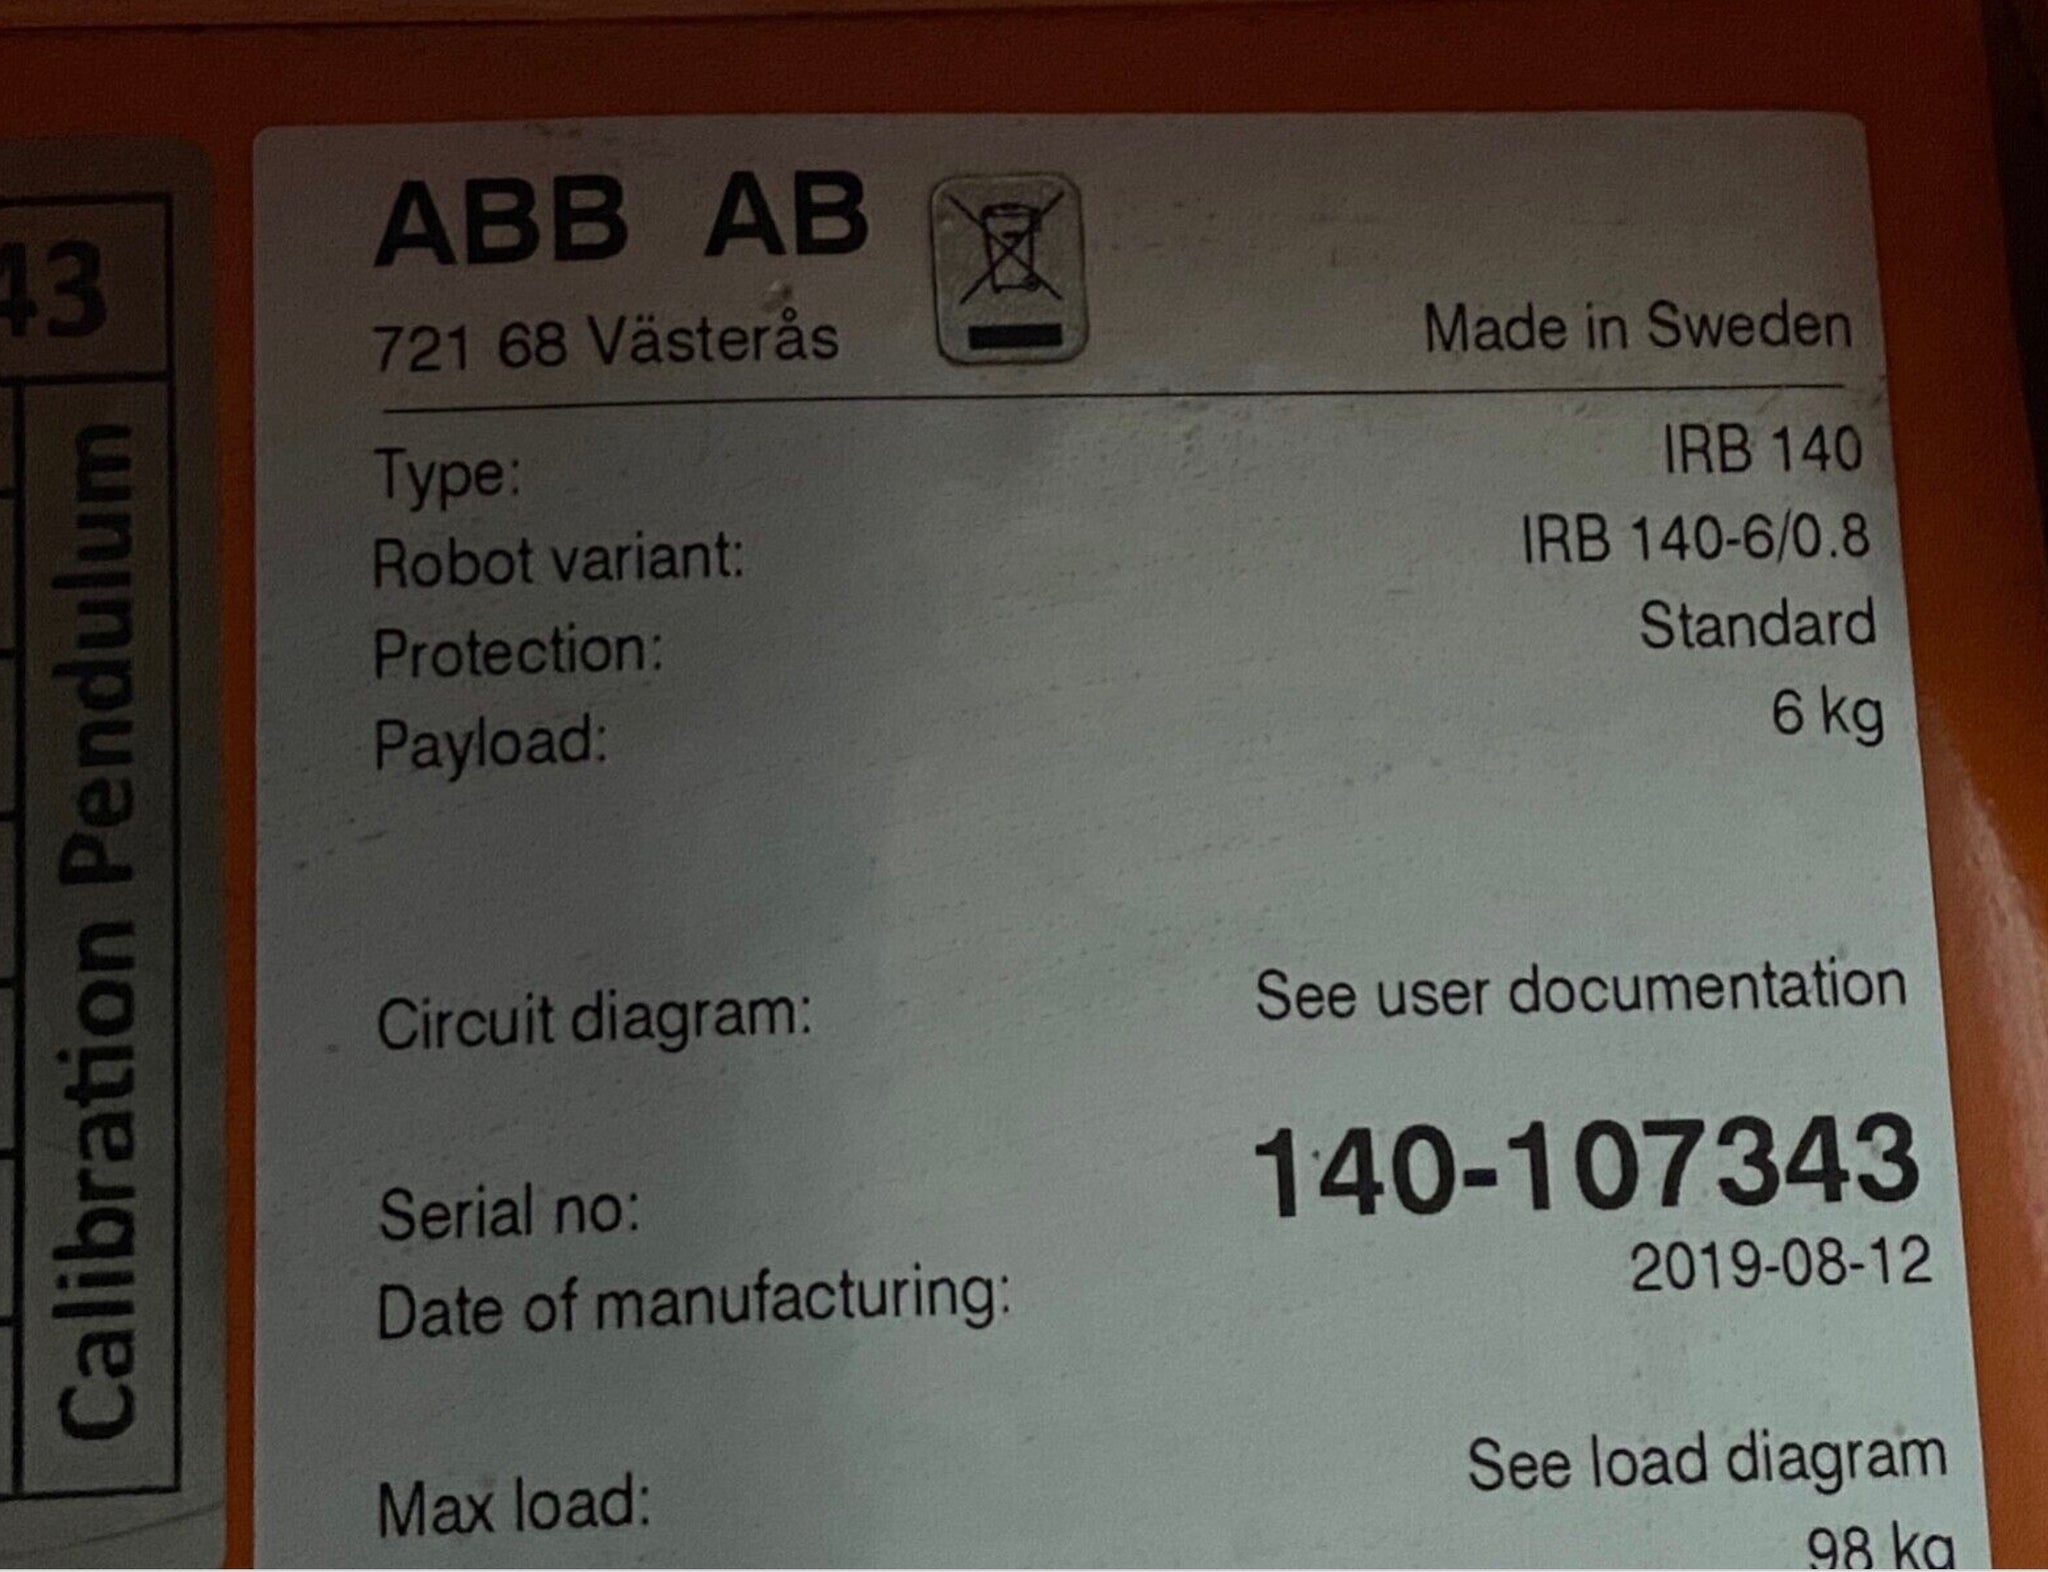 43
Calibration Pendulum
ABB AB
721 68 Västerås
Made in Sweden
Type: IRB 140
Robot variant: IRB 140-6/0.8
Protection: Standard
Payload: 6 kg
Circuit diagram: See user documentation
Serial no: 140-107343
Date of manufacturing: 2019-08-12
Max load: See load diagram
98 kg